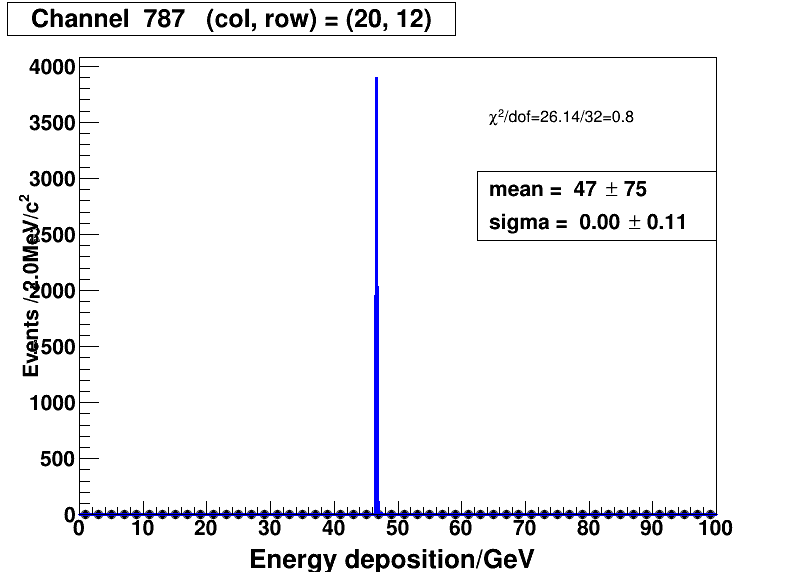 Channel 787 (col, row) = (20, 12)
4000
3500
3000
2500
2000
1500
1000
500
0
Events / 2.0MeV/c²
χ²/dof=26.14/32=0.8
mean = 47 ± 75
sigma = 0.00 ± 0.11
0 10 20 30 40 50 60 70 80 90 100
Energy deposition/GeV